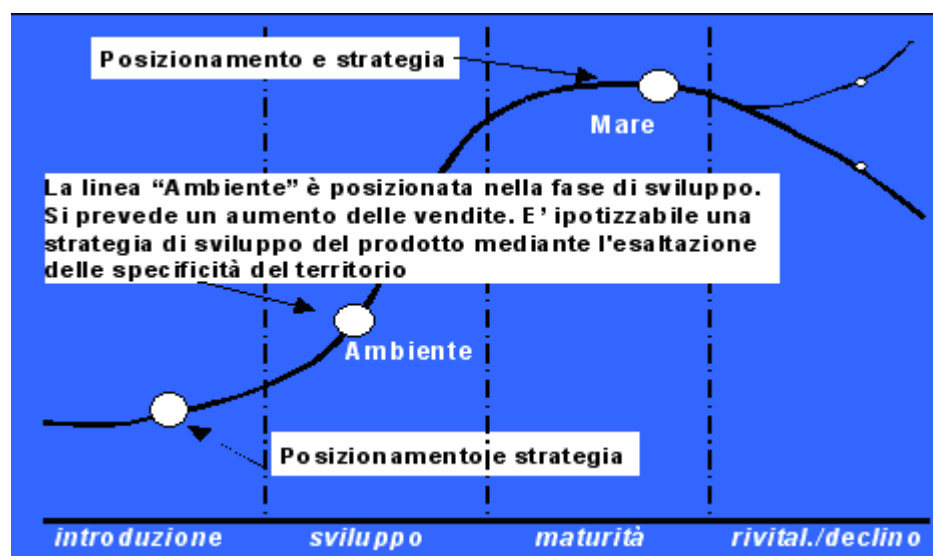 Posizionamento e strategia
Mare
La linea “Ambiente” è posizionata nella fase di sviluppo.
Si prevede un aumento delle vendite. E' ipotizzabile una
strategia di sviluppo del prodotto mediante l'esaltazione
delle specificità del territorio
Ambiente
Posizionamento e strategia
introduzione sviluppo maturità rivital./declino